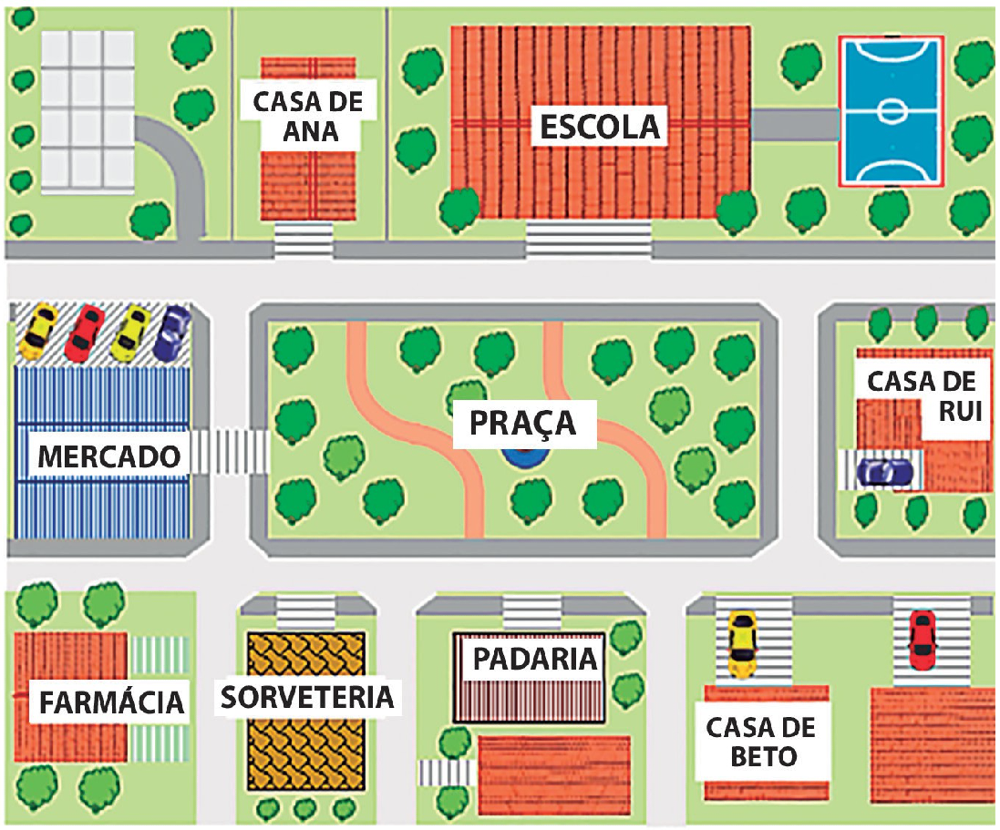 CASA DE
ANA
ESCOLA
MERCADO
PRAÇA
CASA DE
RUI
FARMÁCIA
SORVETERIA
PADARIA
CASA DE
BETO